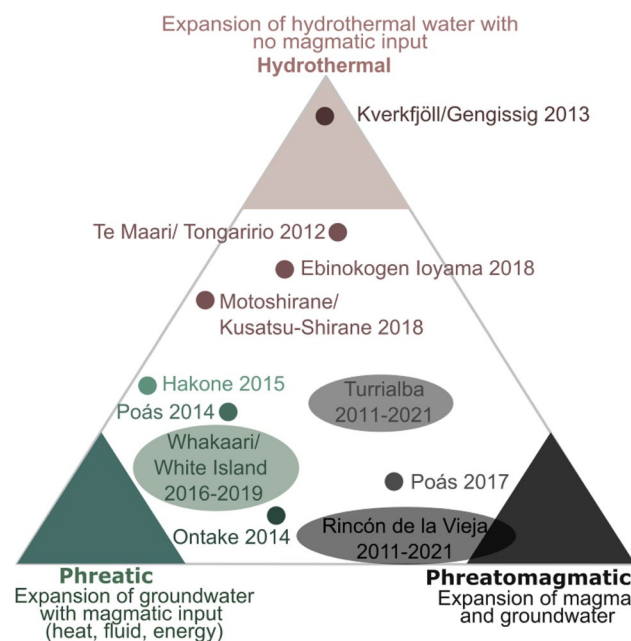 Expansion of hydrothermal water with
no magmatic input
Hydrothermal
Kverkfjöll/Gengissig 2013
Te Maari/ Tongaririo 2012
Ebinokogen Ioyama 2018
Motoshirane/
Kusatsu-Shirane 2018
Hakone 2015
Poás 2014
Turrialba
2011-2021
Whakaari/
White Island
2016-2019
Poás 2017
Ontake 2014
Rincón de la Vieja
2011-2021
Phreatic
Expansion of groundwater
with magmatic input
(heat, fluid, energy)
Phreatomagmatic
Expansion of magma
and groundwater